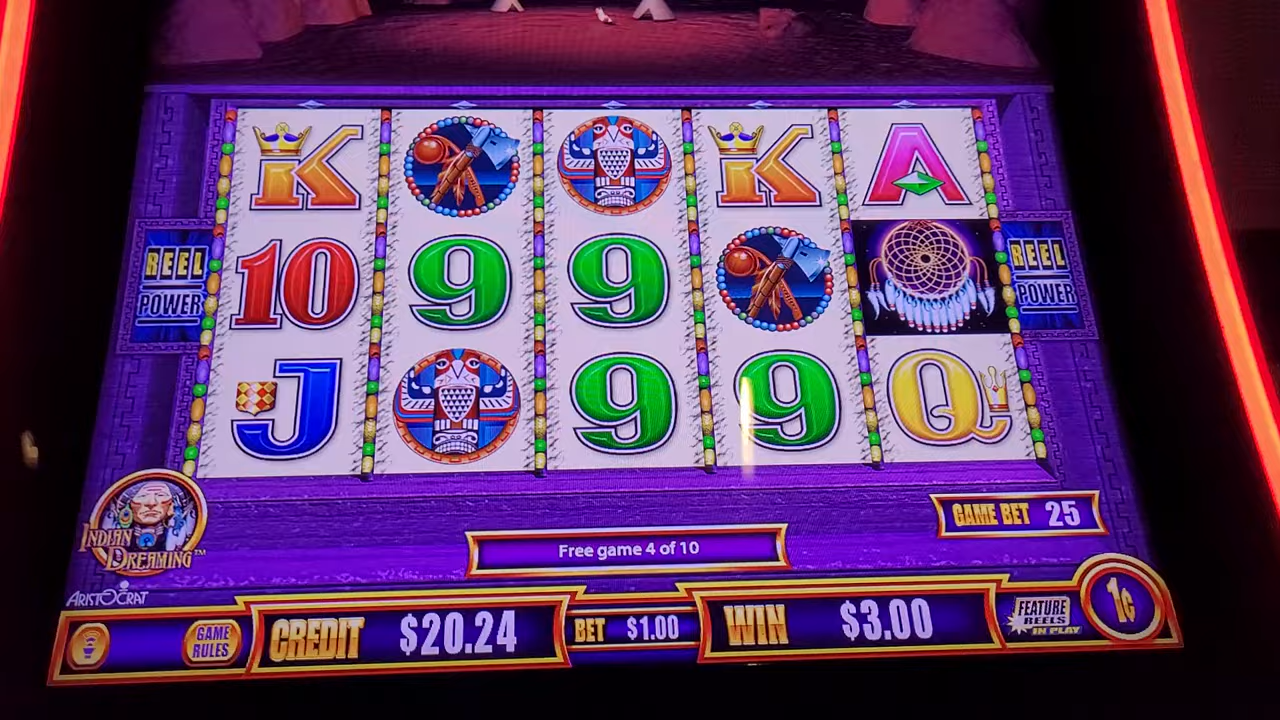 K K A
10 9 9
J 9 9 Q
REEL
POWER
REEL
POWER
GAME BET 25
INDIAN
DREAMING™
Free game 4 of 10
ARISTOCRAT
GAME
RULES
CREDIT $20.24
BET $1.00
WIN $3.00
FEATURE
REELS
IN PLAY
1¢